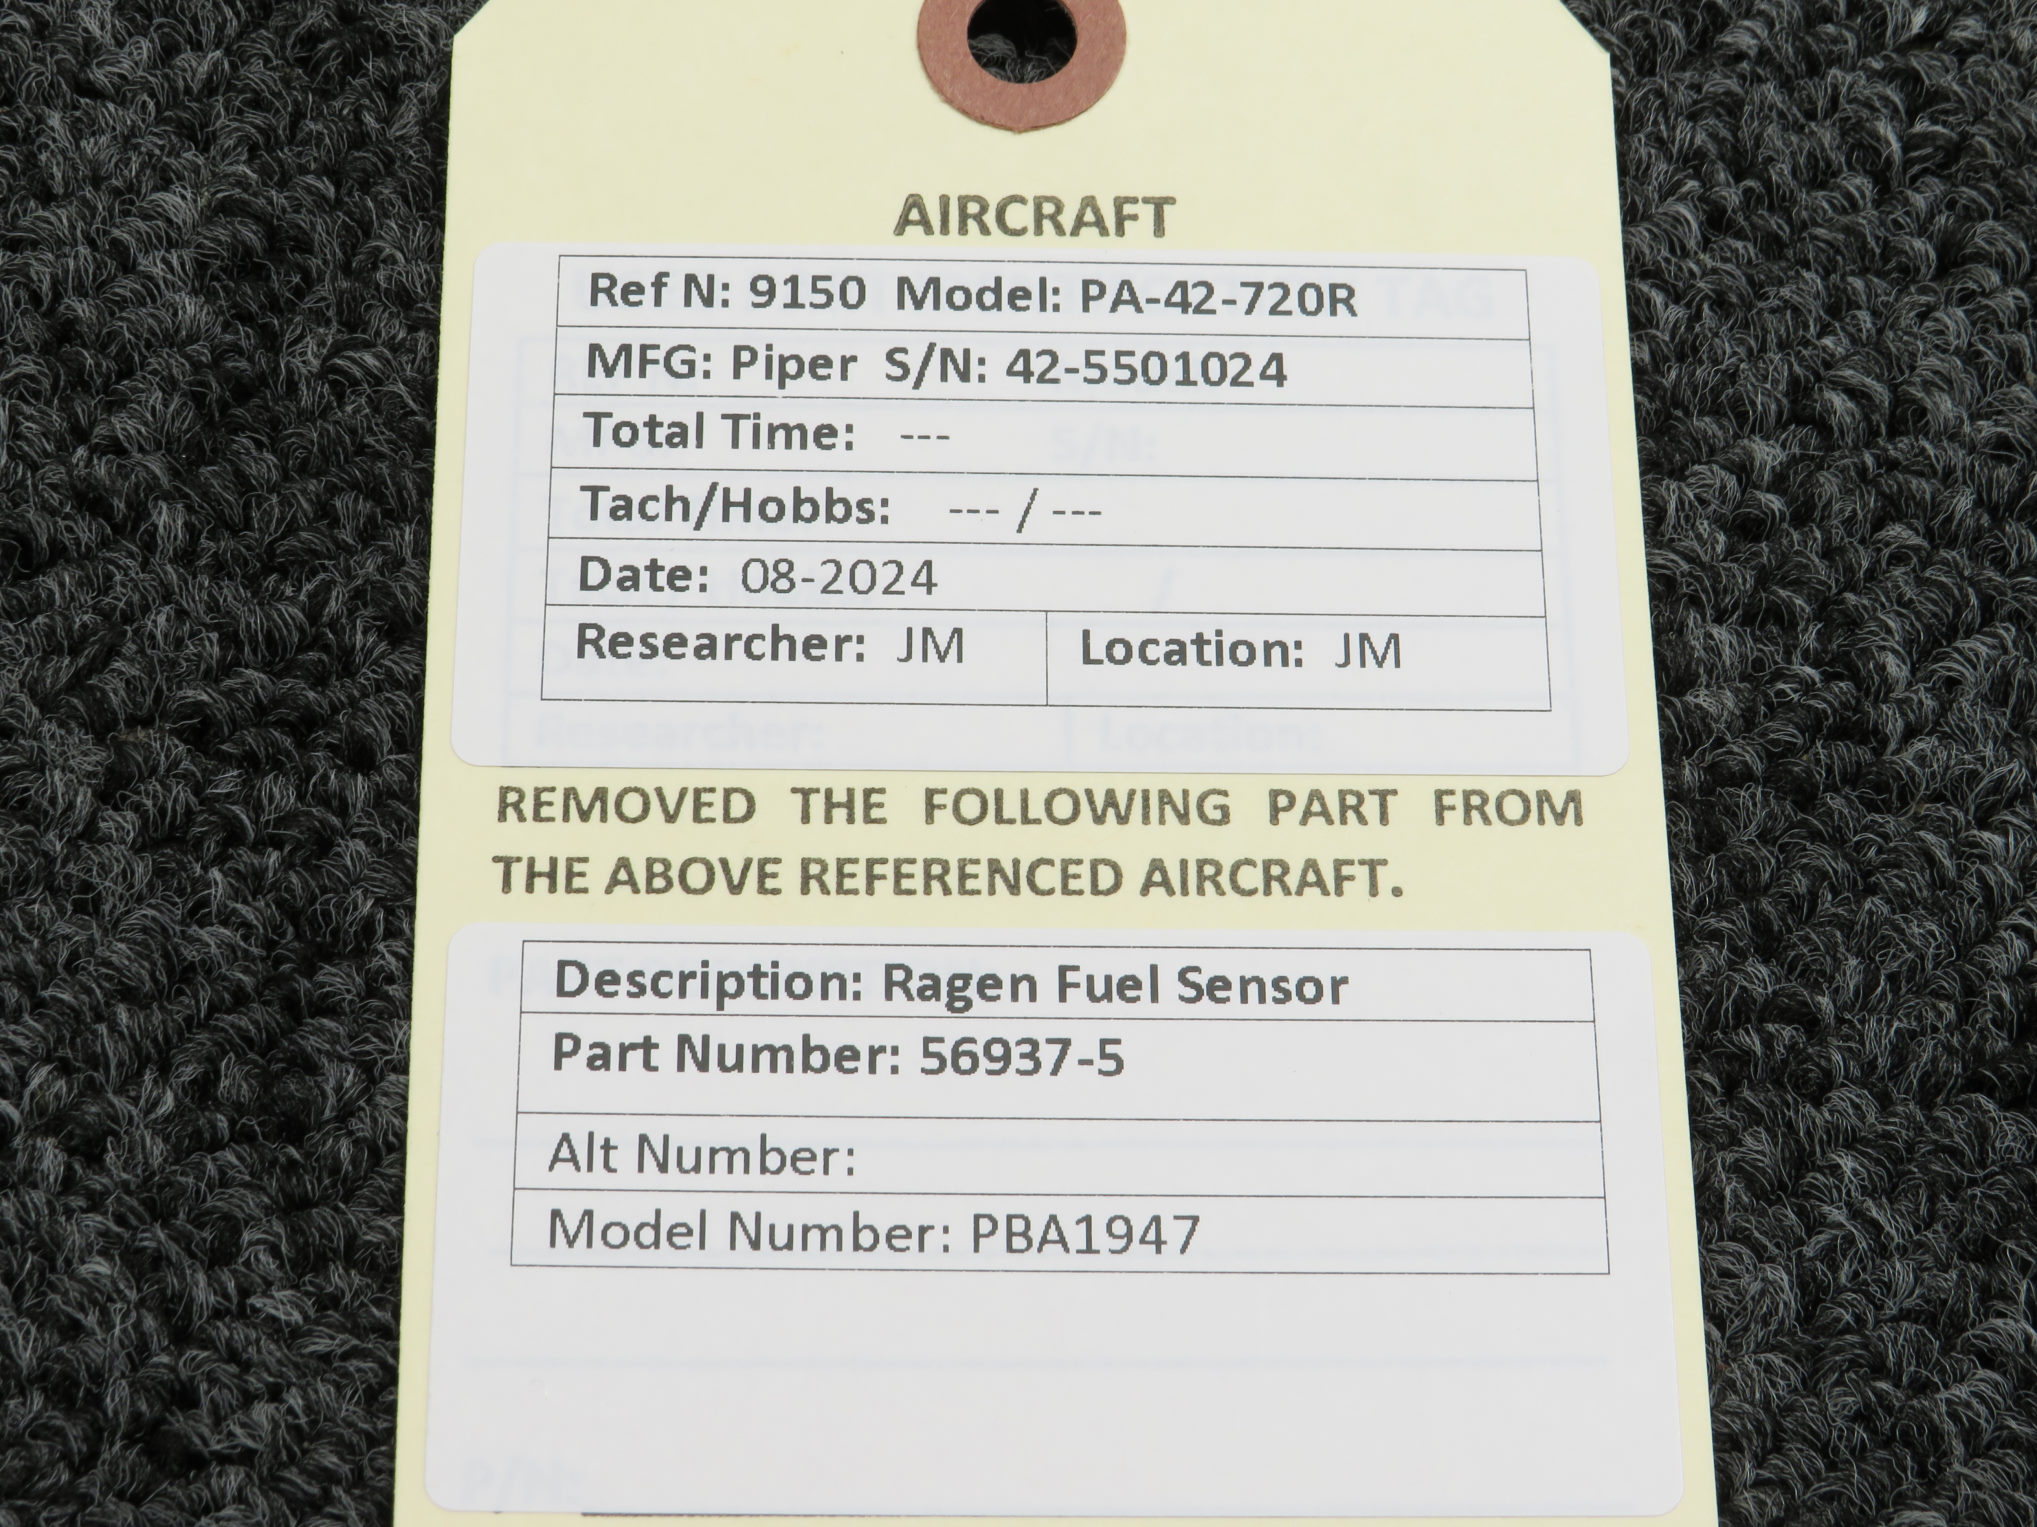 AIRCRAFT
Ref N: 9150 Model: PA-42-720R
MFG: Piper S/N: 42-5501024
Total Time: ---
Tach/Hobbs: --- / ---
Date: 08-2024
Researcher: JM Location: JM
REMOVED THE FOLLOWING PART FROM
THE ABOVE REFERENCED AIRCRAFT.
Description: Ragen Fuel Sensor
Part Number: 56937-5
Alt Number:
Model Number: PBA1947
P/N: